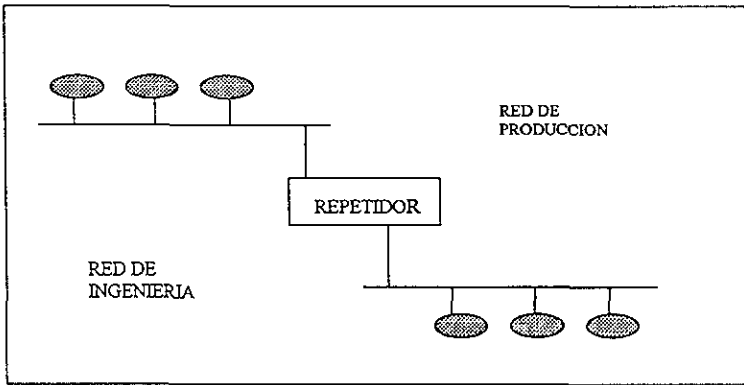 RED DE
PRODUCCION
REPETIDOR
RED DE
INGENIERIA